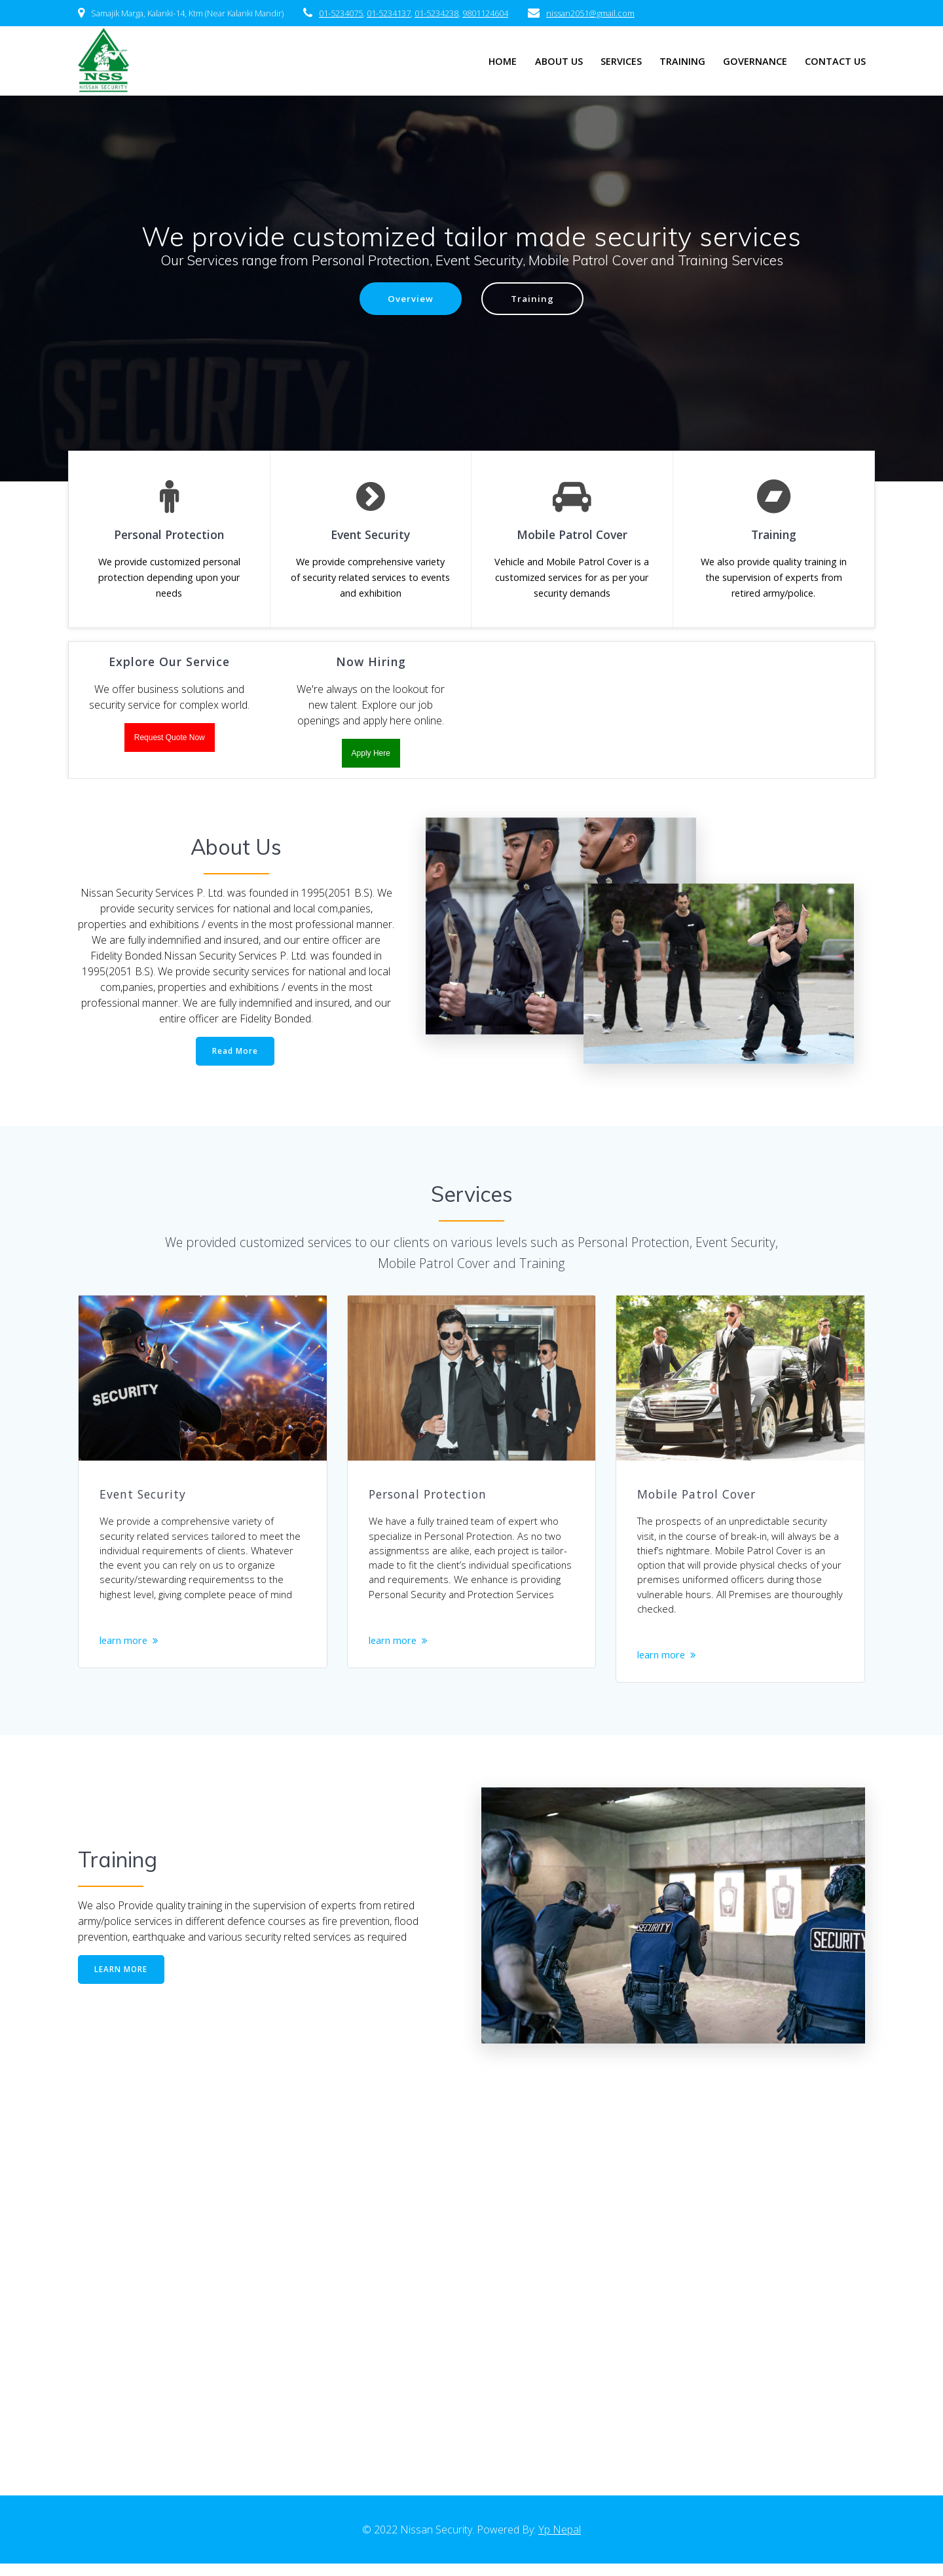 Samajik Marga, Kalanki-14, Ktm (Near Kalanki Mandir) 01-5234075, 01-5234137, 01-5234238, 9801124604 nissan2051@gmail.com
NSS
NISSAN SECURITY
HOME ABOUT US SERVICES TRAINING GOVERNANCE CONTACT US
We provide customized tailor made security services
Our Services range from Personal Protection, Event Security, Mobile Patrol Cover and Training Services
Overview Training
SECURITY
Personal Protection
We provide customized personal
protection depending upon your
needs
Event Security
We provide comprehensive variety
of security related services to events
and exhibition
Mobile Patrol Cover
Vehicle and Mobile Patrol Cover is a
customized services for as per your
security demands
Training
We also provide quality training in
the supervision of experts from
retired army/police.
Explore Our Service
We offer business solutions and
security service for complex world.
Request Quote Now
Now Hiring
We're always on the lookout for
new talent. Explore our job
openings and apply here online.
Apply Here
About Us
Nissan Security Services P. Ltd. was founded in 1995(2051 B.S). We
provide security services for national and local com,panies,
properties and exhibitions / events in the most professional manner.
We are fully indemnified and insured, and our entire officer are
Fidelity Bonded.Nissan Security Services P. Ltd. was founded in
1995(2051 B.S). We provide security services for national and local
com,panies, properties and exhibitions / events in the most
professional manner. We are fully indemnified and insured, and our
entire officer are Fidelity Bonded.
Read More
Services
We provided customized services to our clients on various levels such as Personal Protection, Event Security,
Mobile Patrol Cover and Training
SECURITY
Event Security
We provide a comprehensive variety of
security related services tailored to meet the
individual requirements of clients. Whatever
the event you can rely on us to organize
security/stewarding requirementss to the
highest level, giving complete peace of mind
learn more »
Personal Protection
We have a fully trained team of expert who
specialize in Personal Protection. As no two
assignmentss are alike, each project is tailor-
made to fit the client's individual specifications
and requirements. We enhance is providing
Personal Security and Protection Services
learn more »
Mobile Patrol Cover
The prospects of an unpredictable security
visit, in the course of break-in, will always be a
thief's nightmare. Mobile Patrol Cover is an
option that will provide physical checks of your
premises uniformed officers during those
vulnerable hours. All Premises are thouroughly
checked.
learn more »
Training
We also Provide quality training in the supervision of experts from retired
army/police services in different defence courses as fire prevention, flood
prevention, earthquake and various security relted services as required
LEARN MORE
SECURITY
SECURITY
© 2022 Nissan Security. Powered By: Yp Nepal